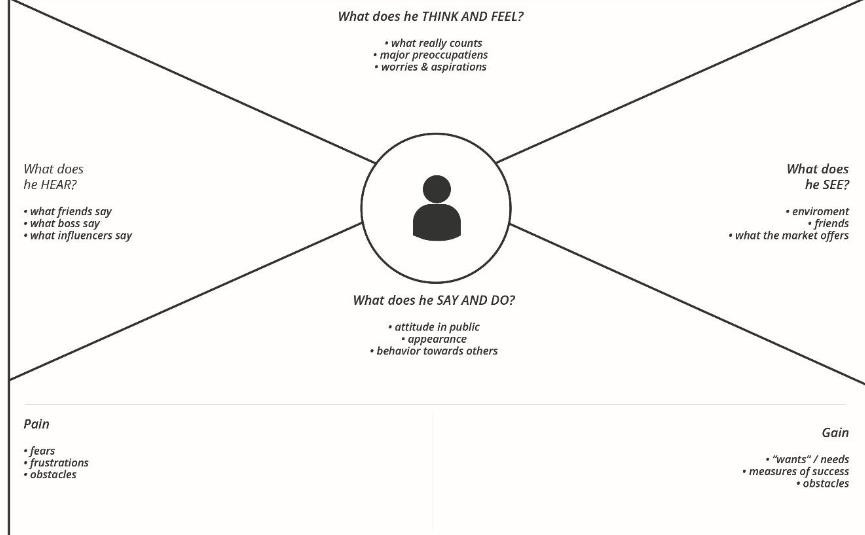 What does he THINK AND FEEL?
• what really counts
• major preoccupatiens
• worries & aspirations
What does
he HEAR?
• what friends say
• what boss say
• what influencers say
What does
he SEE?
• enviroment
• friends
• what the market offers
What does he SAY AND DO?
• attitude in public
• appearance
• behavior towards others
Pain
• fears
• frustrations
• obstacles
Gain
• “wants“ / needs
• measures of success
• obstacles